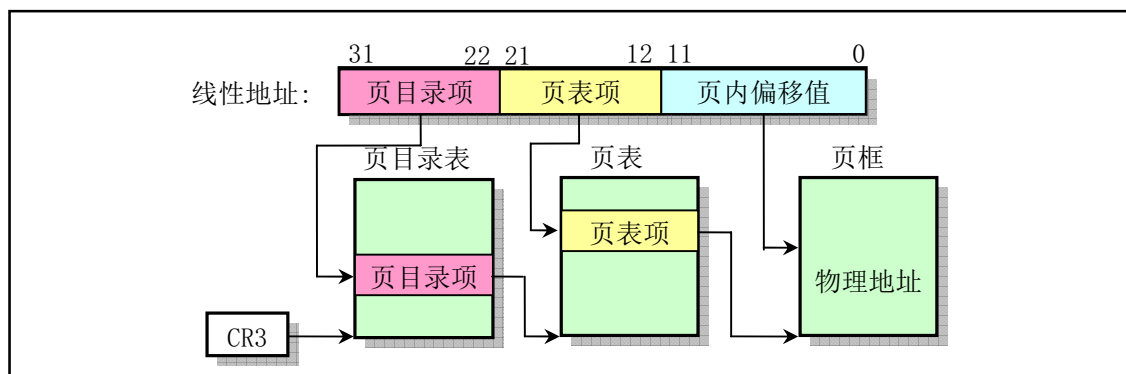 31 22 21 12 11 0
线性地址: 页目录项 页表项 页内偏移值
页目录表 页表 页框
页表项
页目录项 物理地址
CR3